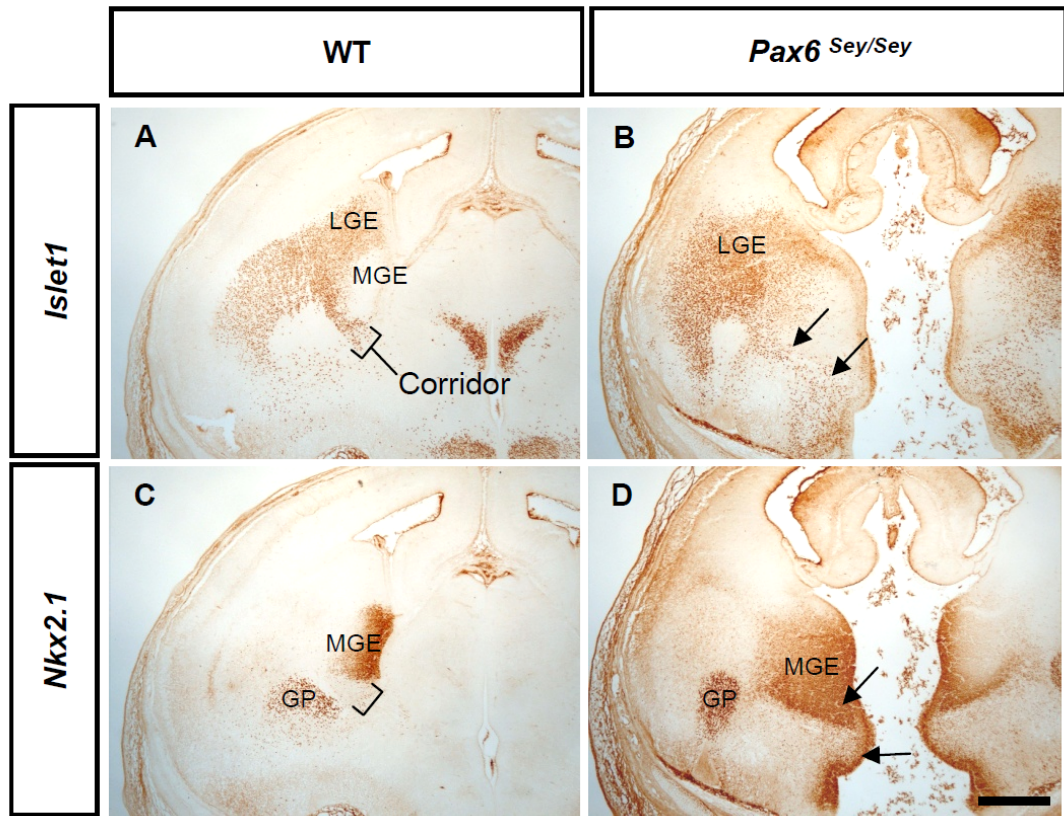 WT
Pax6 Sey/Sey
Islet1
A
LGE
MGE
Corridor
B
LGE
Nkx2.1
C
MGE
GP
D
MGE
GP